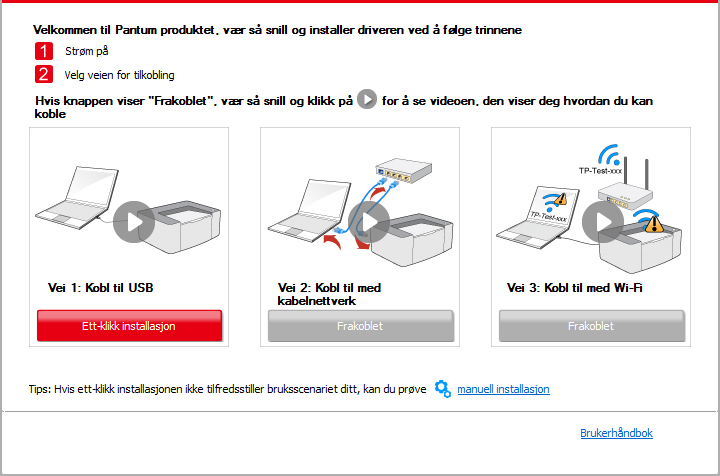 Velkommen til Pantum produktet, vær så snill og installer driveren ved å følge trinnene
1 Strøm på
2 Velg veien for tilkobling
Hvis knappen viser "Frakoblet", vær så snill og klikk på for å se videoen, den viser deg hvordan du kan
koble
TP-Test-xxx
TP-Test-xxx
Vei 1: Kobl til USB
Vei 2: Kobl til med
kabelnettverk
Vei 3: Kobl til med Wi-Fi
Ett-klikk installasjon
Frakoblet
Frakoblet
Tips: Hvis ett-klikk installasjonen ikke tilfredsstiller bruksscenariet ditt, kan du prøve manuell installasjon
Brukerhåndbok